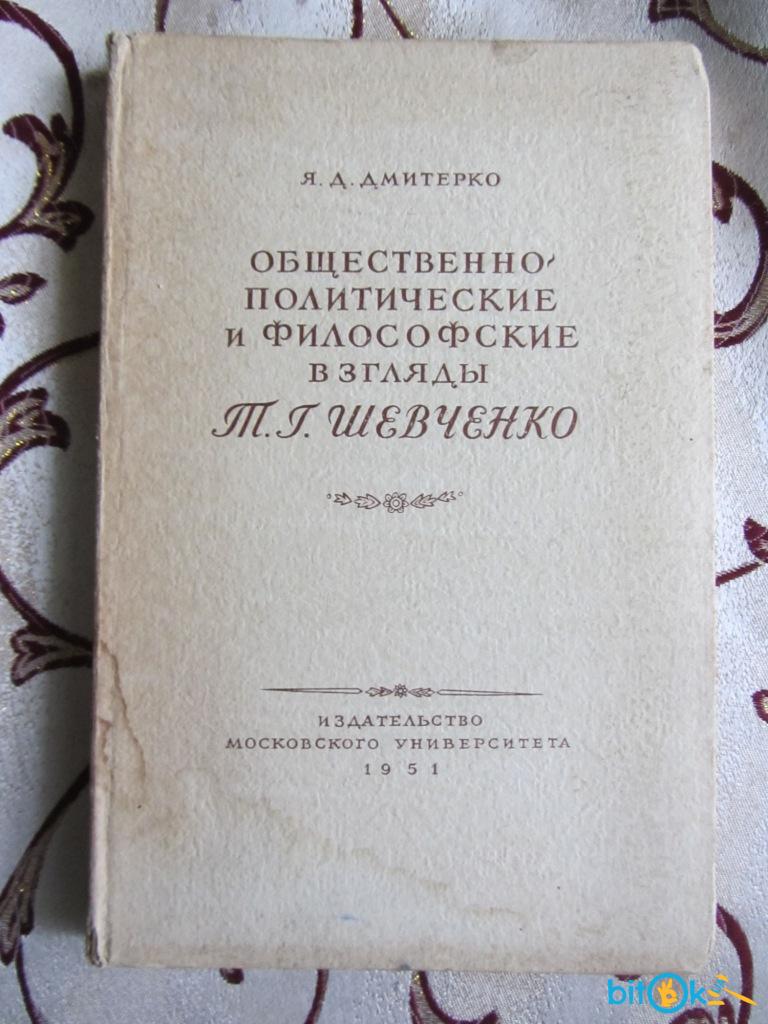 Я. Д. ДМИТЕРКО
ОБЩЕСТВЕННО-
ПОЛИТИЧЕСКИЕ
и ФИЛОСОФСКИЕ
ВЗГЛЯДЫ
Т. Г. ШЕВЧЕНКО
ИЗДАТЕЛЬСТВО
МОСКОВСКОГО УНИВЕРСИТЕТА
1951
bitOk